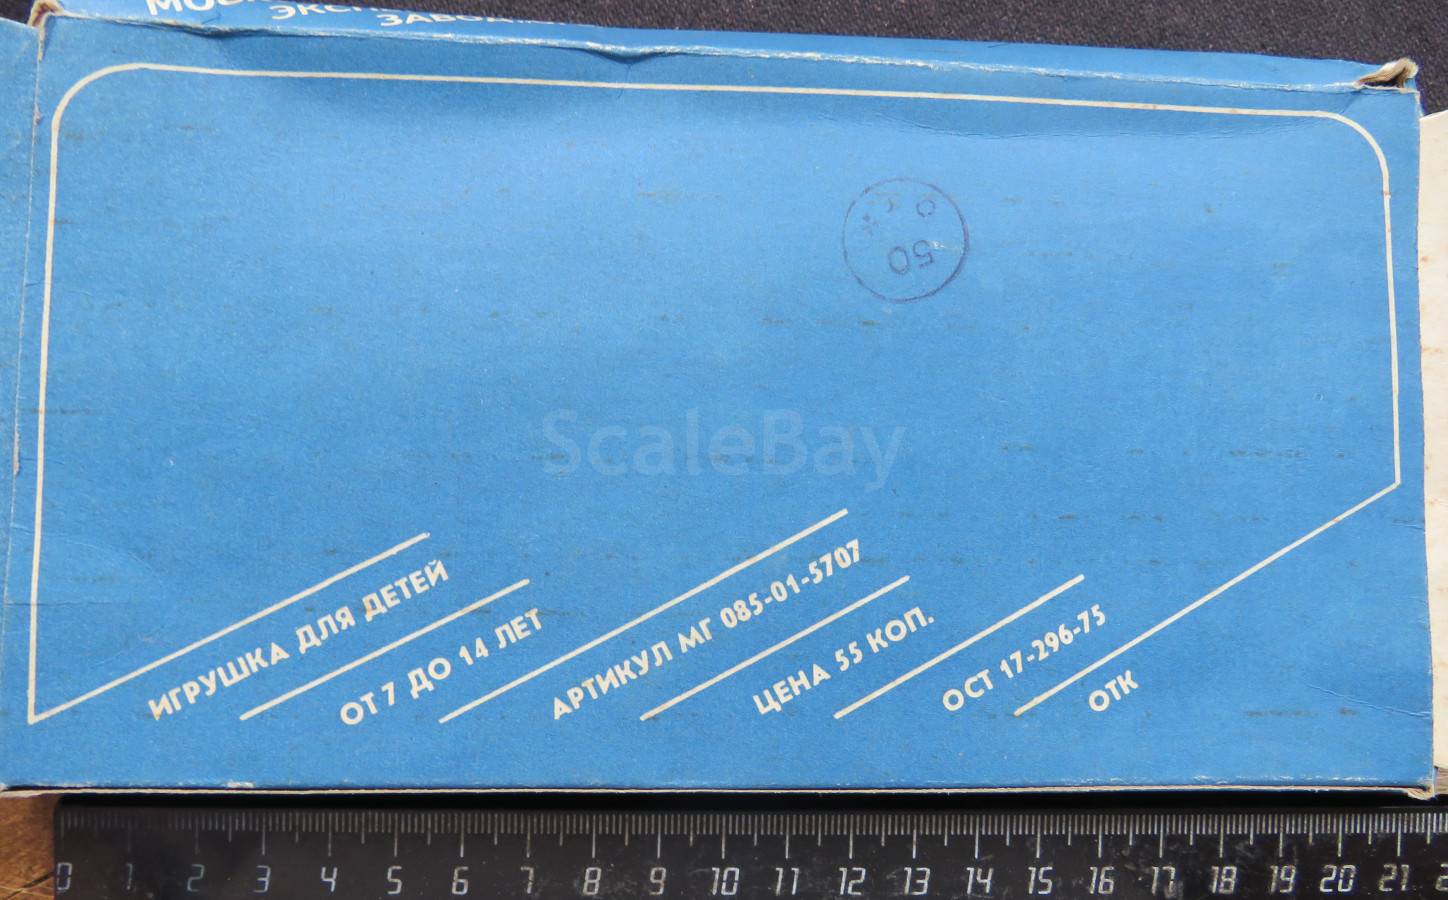 ИГРУШКА ДЛЯ ДЕТЕЙ
ОТ 7 ДО 14 ЛЕТ
АРТИКУЛ МГ 085-01-5707
ЦЕНА 55 КОП.
ОСТ 17-296-75
ОТК
50
ScaleBay
0 1 2 3 4 5 6 7 8 9 10 11 12 13 14 15 16 17 18 19 20 21